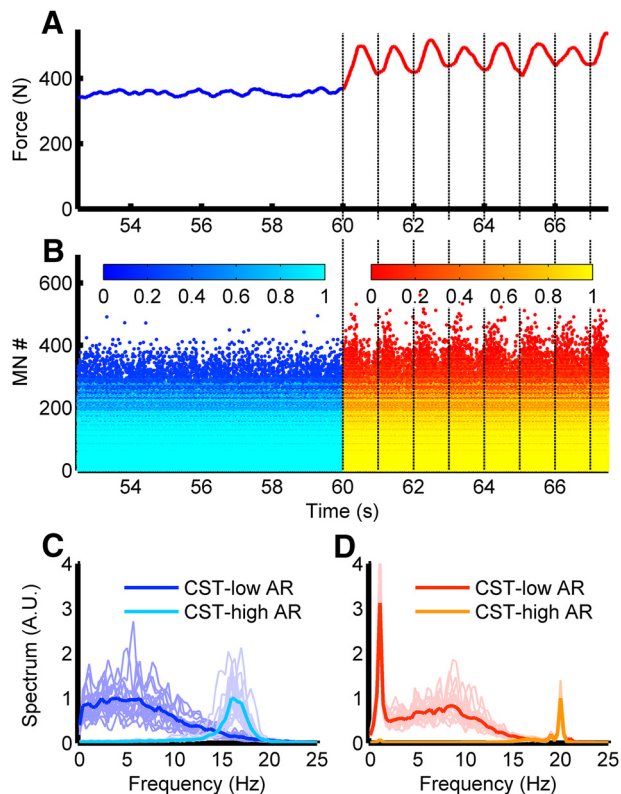 A
Force (N)
400
200
0
54 56 58 60 62 64 66
B
MN #
600
400
200
0
0 0.2 0.4 0.6 0.8 1
0 0.2 0.4 0.6 0.8 1
54 56 58 60 62 64 66
Time (s)
C
Spectrum (A.U.)
4
3
2
1
0
CST-low AR
CST-high AR
0 5 10 15 20 25
Frequency (Hz)
D
4
3
2
1
0
CST-low AR
CST-high AR
0 5 10 15 20 25
Frequency (Hz)